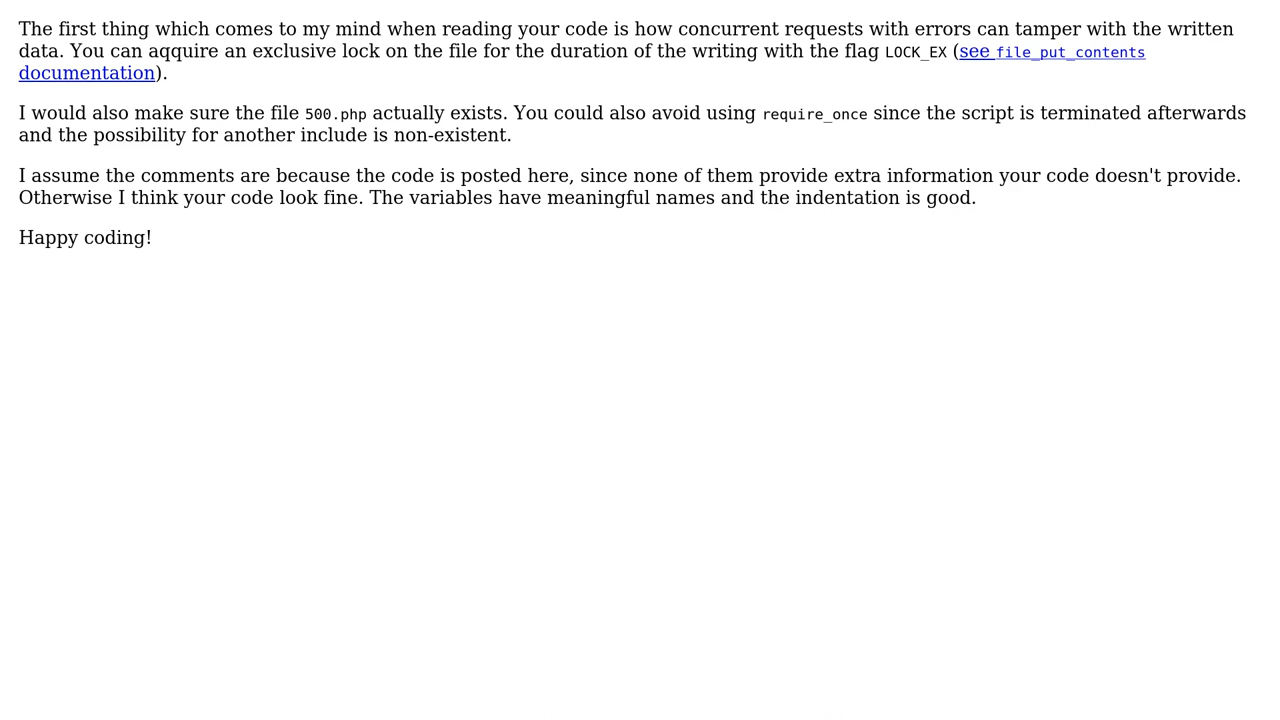 The first thing which comes to my mind when reading your code is how concurrent requests with errors can tamper with the written
data. You can aqquire an exclusive lock on the file for the duration of the writing with the flag LOCK_EX (see file_put_contents
documentation).
I would also make sure the file 500.php actually exists. You could also avoid using require_once since the script is terminated afterwards
and the possibility for another include is non-existent.
I assume the comments are because the code is posted here, since none of them provide extra information your code doesn't provide.
Otherwise I think your code look fine. The variables have meaningful names and the indentation is good.
Happy coding!